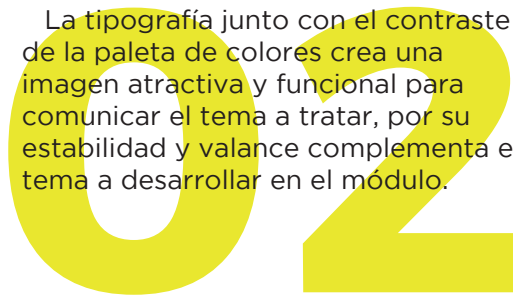 La tipografía junto con el contraste
de la paleta de colores crea una
imagen atractiva y funcional para
comunicar el tema a tratar, por su
estabilidad y valance complementa e
tema a desarrollar en el módulo.
02